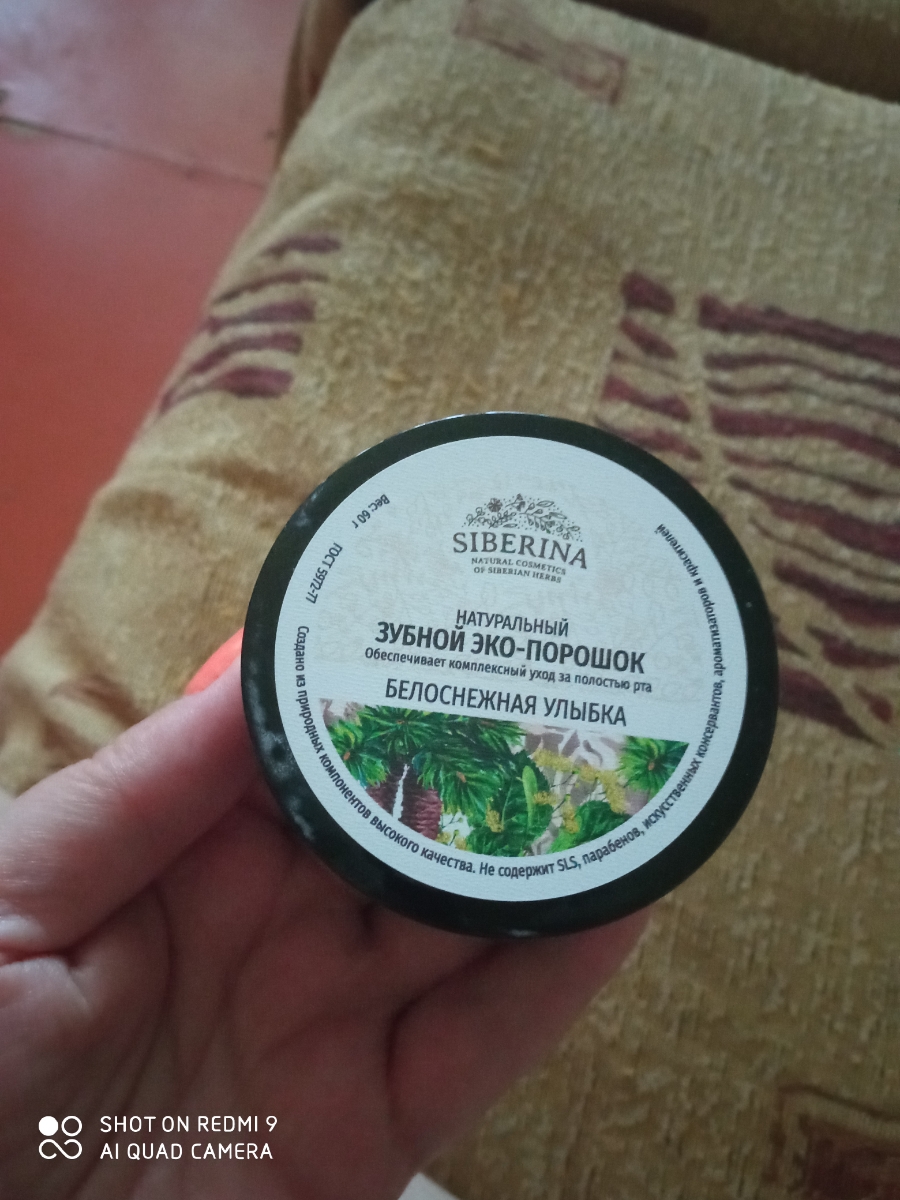 SIBERINA
NATURAL COSMETICS
OF SIBERIAN HERBS
НАТУРАЛЬНЫЙ
ЗУБНОЙ ЭКО-ПОРОШОК
Обеспечивает комплексный уход за полостью рта
БЕЛОСНЕЖНАЯ УЛЫБКА
Вес: 60 г
ГОСТ 5972-77
Создано из природных компонентов высокого качества. Не содержит SLS, парабенов, искусственных консервантов, ароматизаторов и красителей
SHOT ON REDMI 9
AI QUAD CAMERA